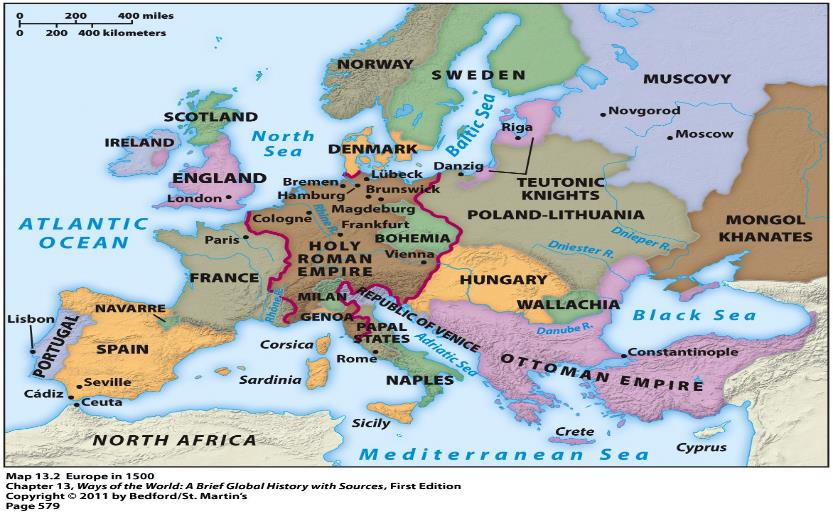 0 200 400 miles
0 200 400 kilometers
NORWAY
SWEDEN
MUSCOVY
Novgorod
Moscow
SCOTLAND
North
Sea
Baltic Sea
Riga
IRELAND
DENMARK
ENGLAND
London
Danzig
Lübeck
Bremen
Hamburg
Brunswick
Magdeburg
TEUTONIC
KNIGHTS
POLAND-LITHUANIA
MONGOL
KHANATES
ATLANTIC
OCEAN
Cologne
Rhine R.
Frankfurt
Paris
BOHEMIA
HOLY
ROMAN
EMPIRE
Vienna
Dniester R.
Dnieper R.
FRANCE
HUNGARY
MILAN
REPUBLIC OF VENICE
WALLACHIA
Rhône R.
GENOA
NAVARRE
Lisbon
PORTUGAL
SPAIN
PAPAL
STATES
Black Sea
Danube R.
Corsica
Rome
Adriatic Sea
Constantinople
OTTOMAN EMPIRE
Sardinia
NAPLES
Seville
Cádiz
Ceuta
Sicily
Crete
Cyprus
NORTH AFRICA
Mediterranean Sea
Map 13.2 Europe in 1500
Chapter 13, Ways of the World: A Brief Global History with Sources, First Edition
Copyright © 2011 by Bedford/St. Martin's
Page 579